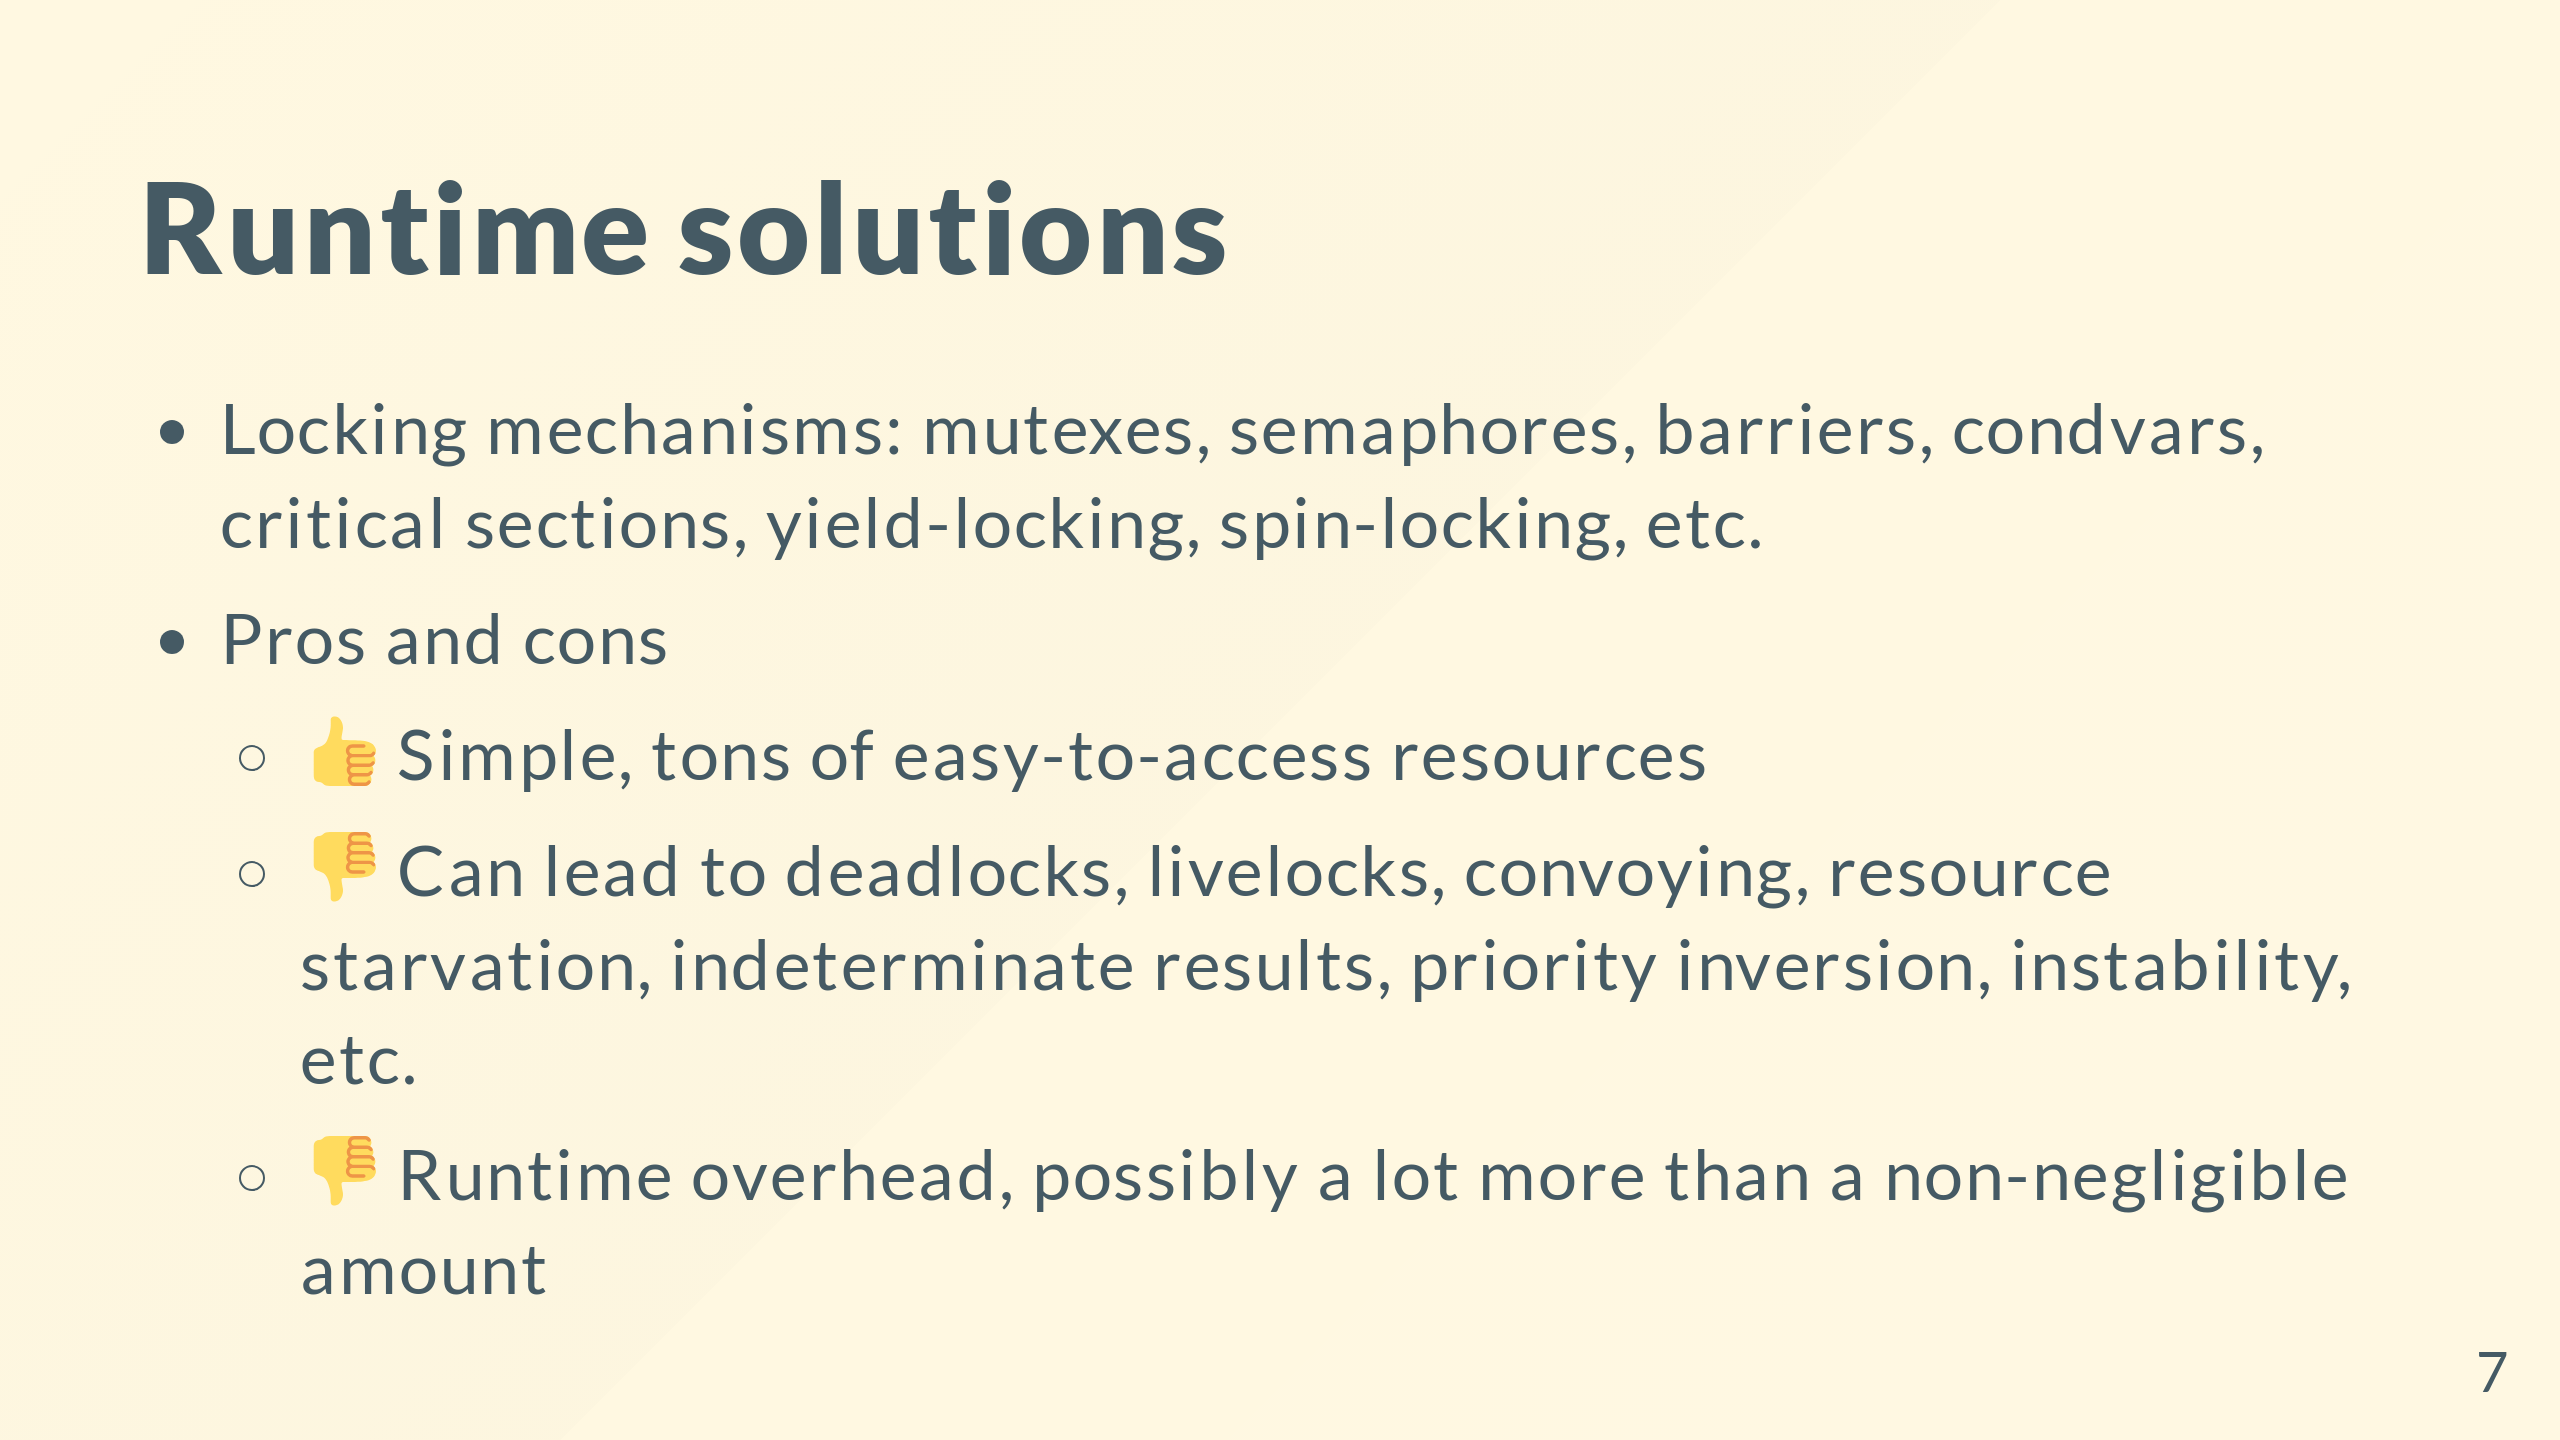 Runtime solutions
• Locking mechanisms: mutexes, semaphores, barriers, condvars,
critical sections, yield-locking, spin-locking, etc.
• Pros and cons
○ 👍 Simple, tons of easy-to-access resources
○ 👎 Can lead to deadlocks, livelocks, convoying, resource
starvation, indeterminate results, priority inversion, instability,
etc.
○ 👎 Runtime overhead, possibly a lot more than a non-negligible
amount
7